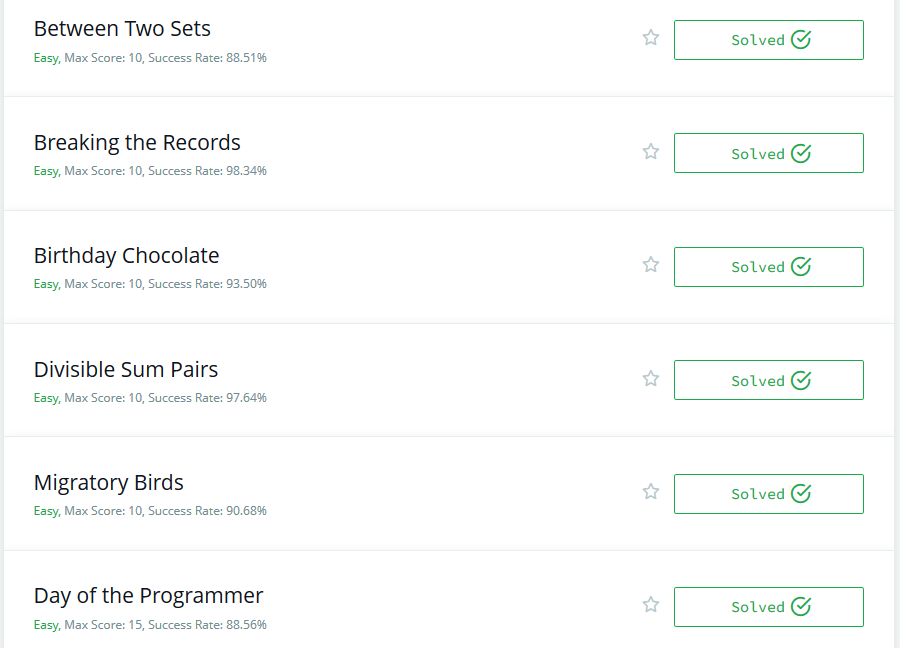 Between Two Sets
Solved
Easy, Max Score: 10, Success Rate: 88.51%
Breaking the Records
Solved
Easy, Max Score: 10, Success Rate: 98.34%
Birthday Chocolate
Solved
Easy, Max Score: 10, Success Rate: 93.50%
Divisible Sum Pairs
Solved
Easy, Max Score: 10, Success Rate: 97.64%
Migratory Birds
Solved
Easy, Max Score: 10, Success Rate: 90.68%
Day of the Programmer
Solved
Easy, Max Score: 15, Success Rate: 88.56%